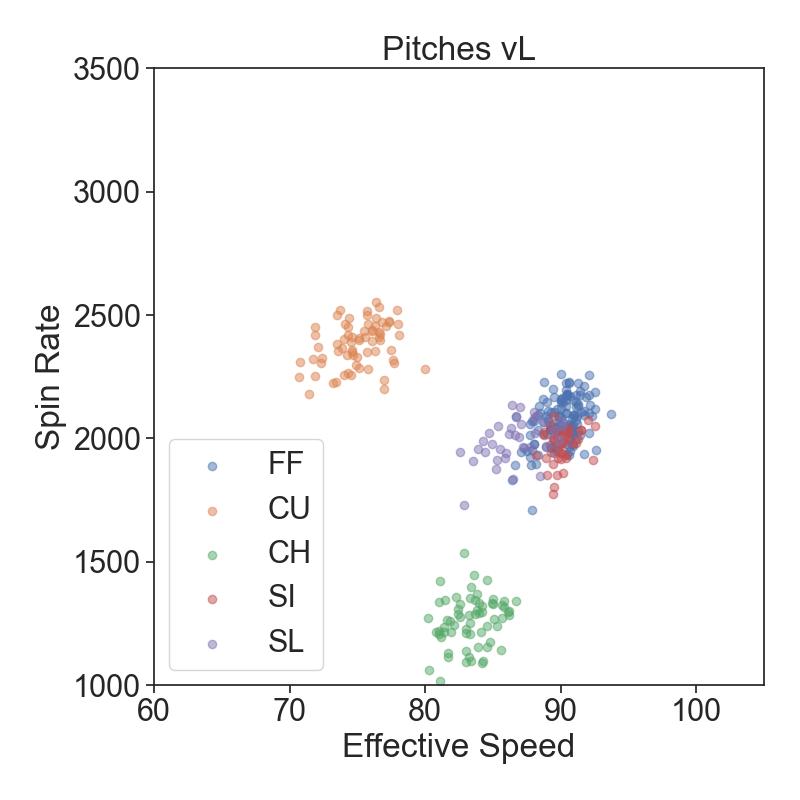 Pitches vL
3500
3000
2500
2000
1500
1000
Spin Rate
FF
CU
CH
SI
SL
60 70 80 90 100
Effective Speed